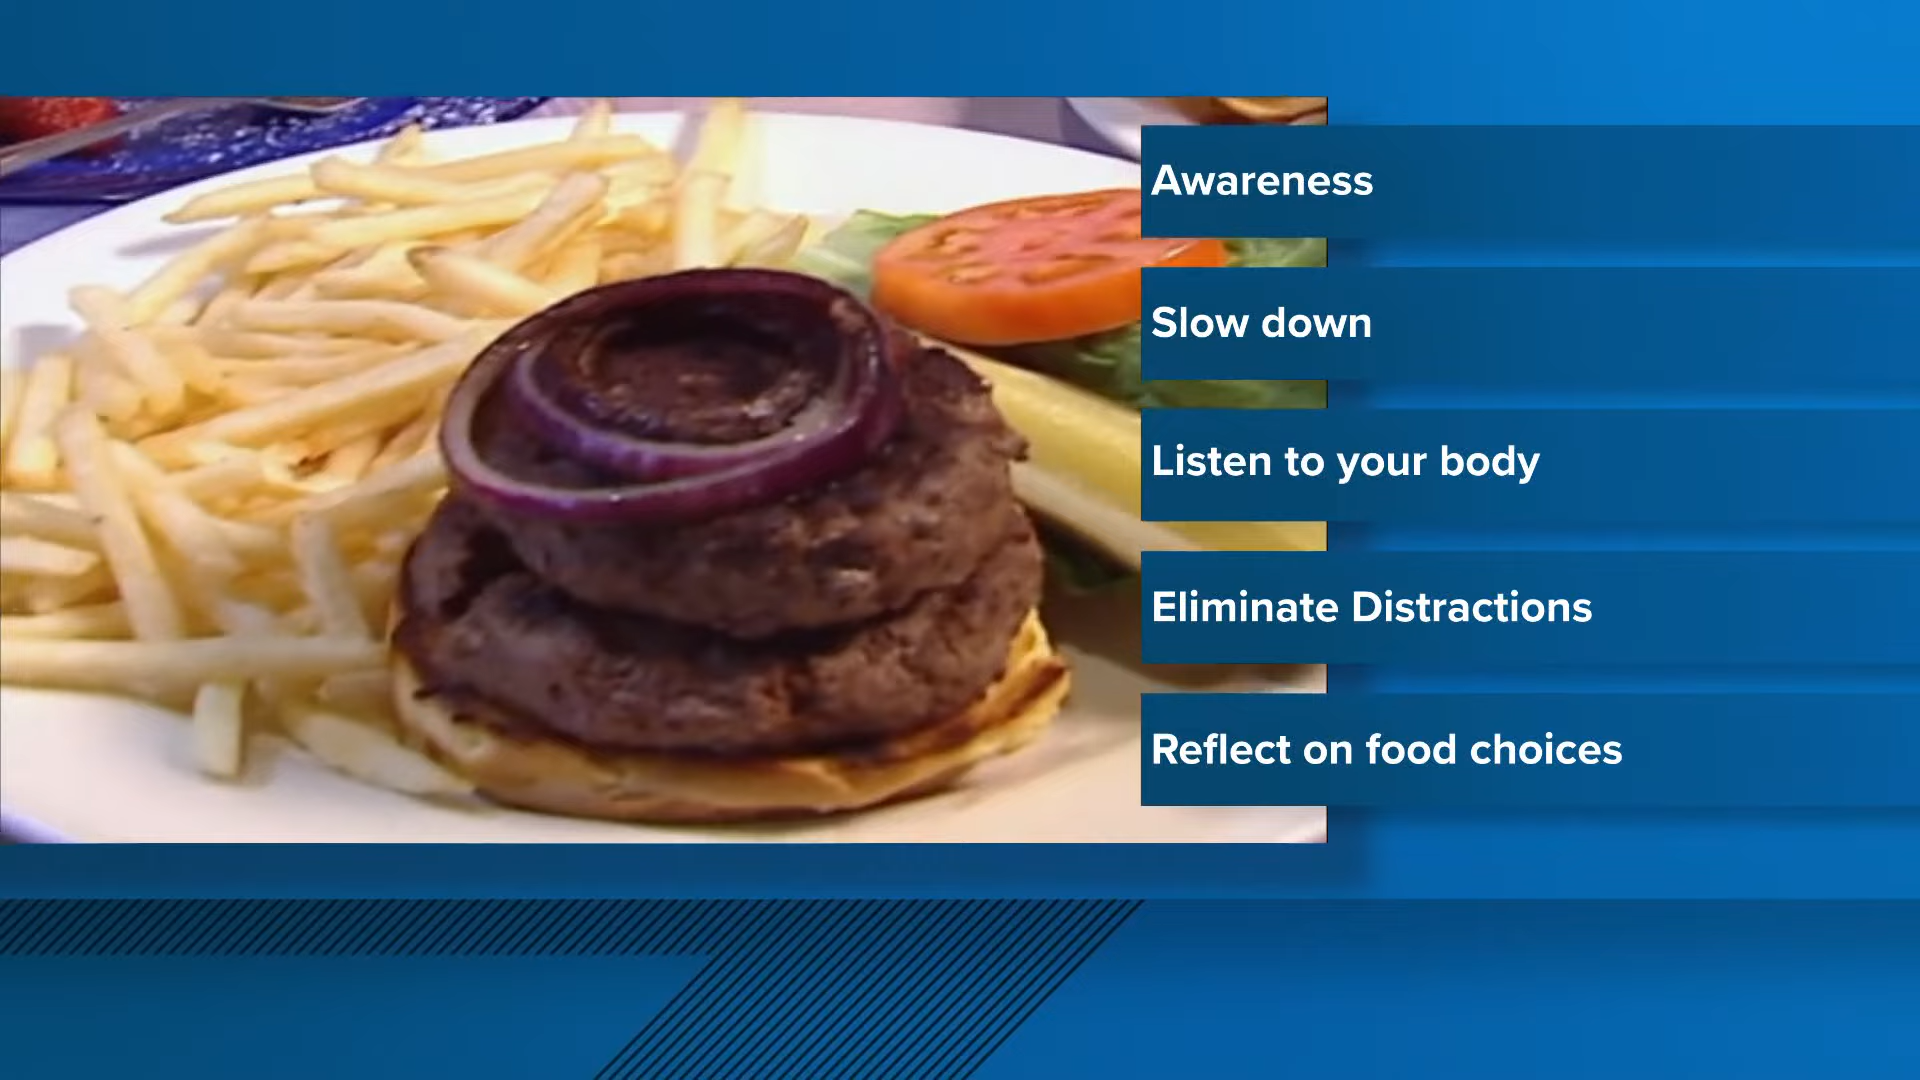 Awareness
Slow down
Listen to your body
Eliminate Distractions
Reflect on food choices